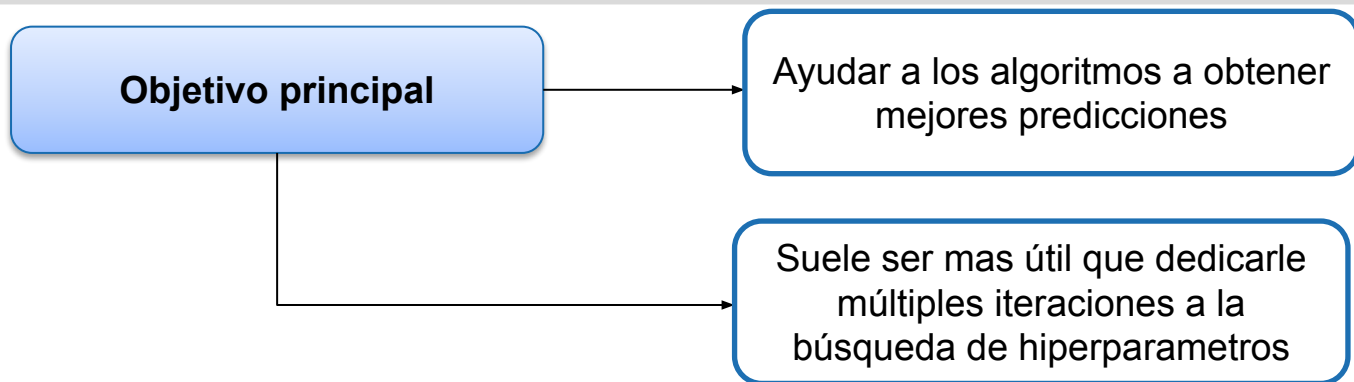 Objetivo principal
Ayudar a los algoritmos a obtener
mejores predicciones
Suele ser mas útil que dedicarle
múltiples iteraciones a la
búsqueda de hiperparametros